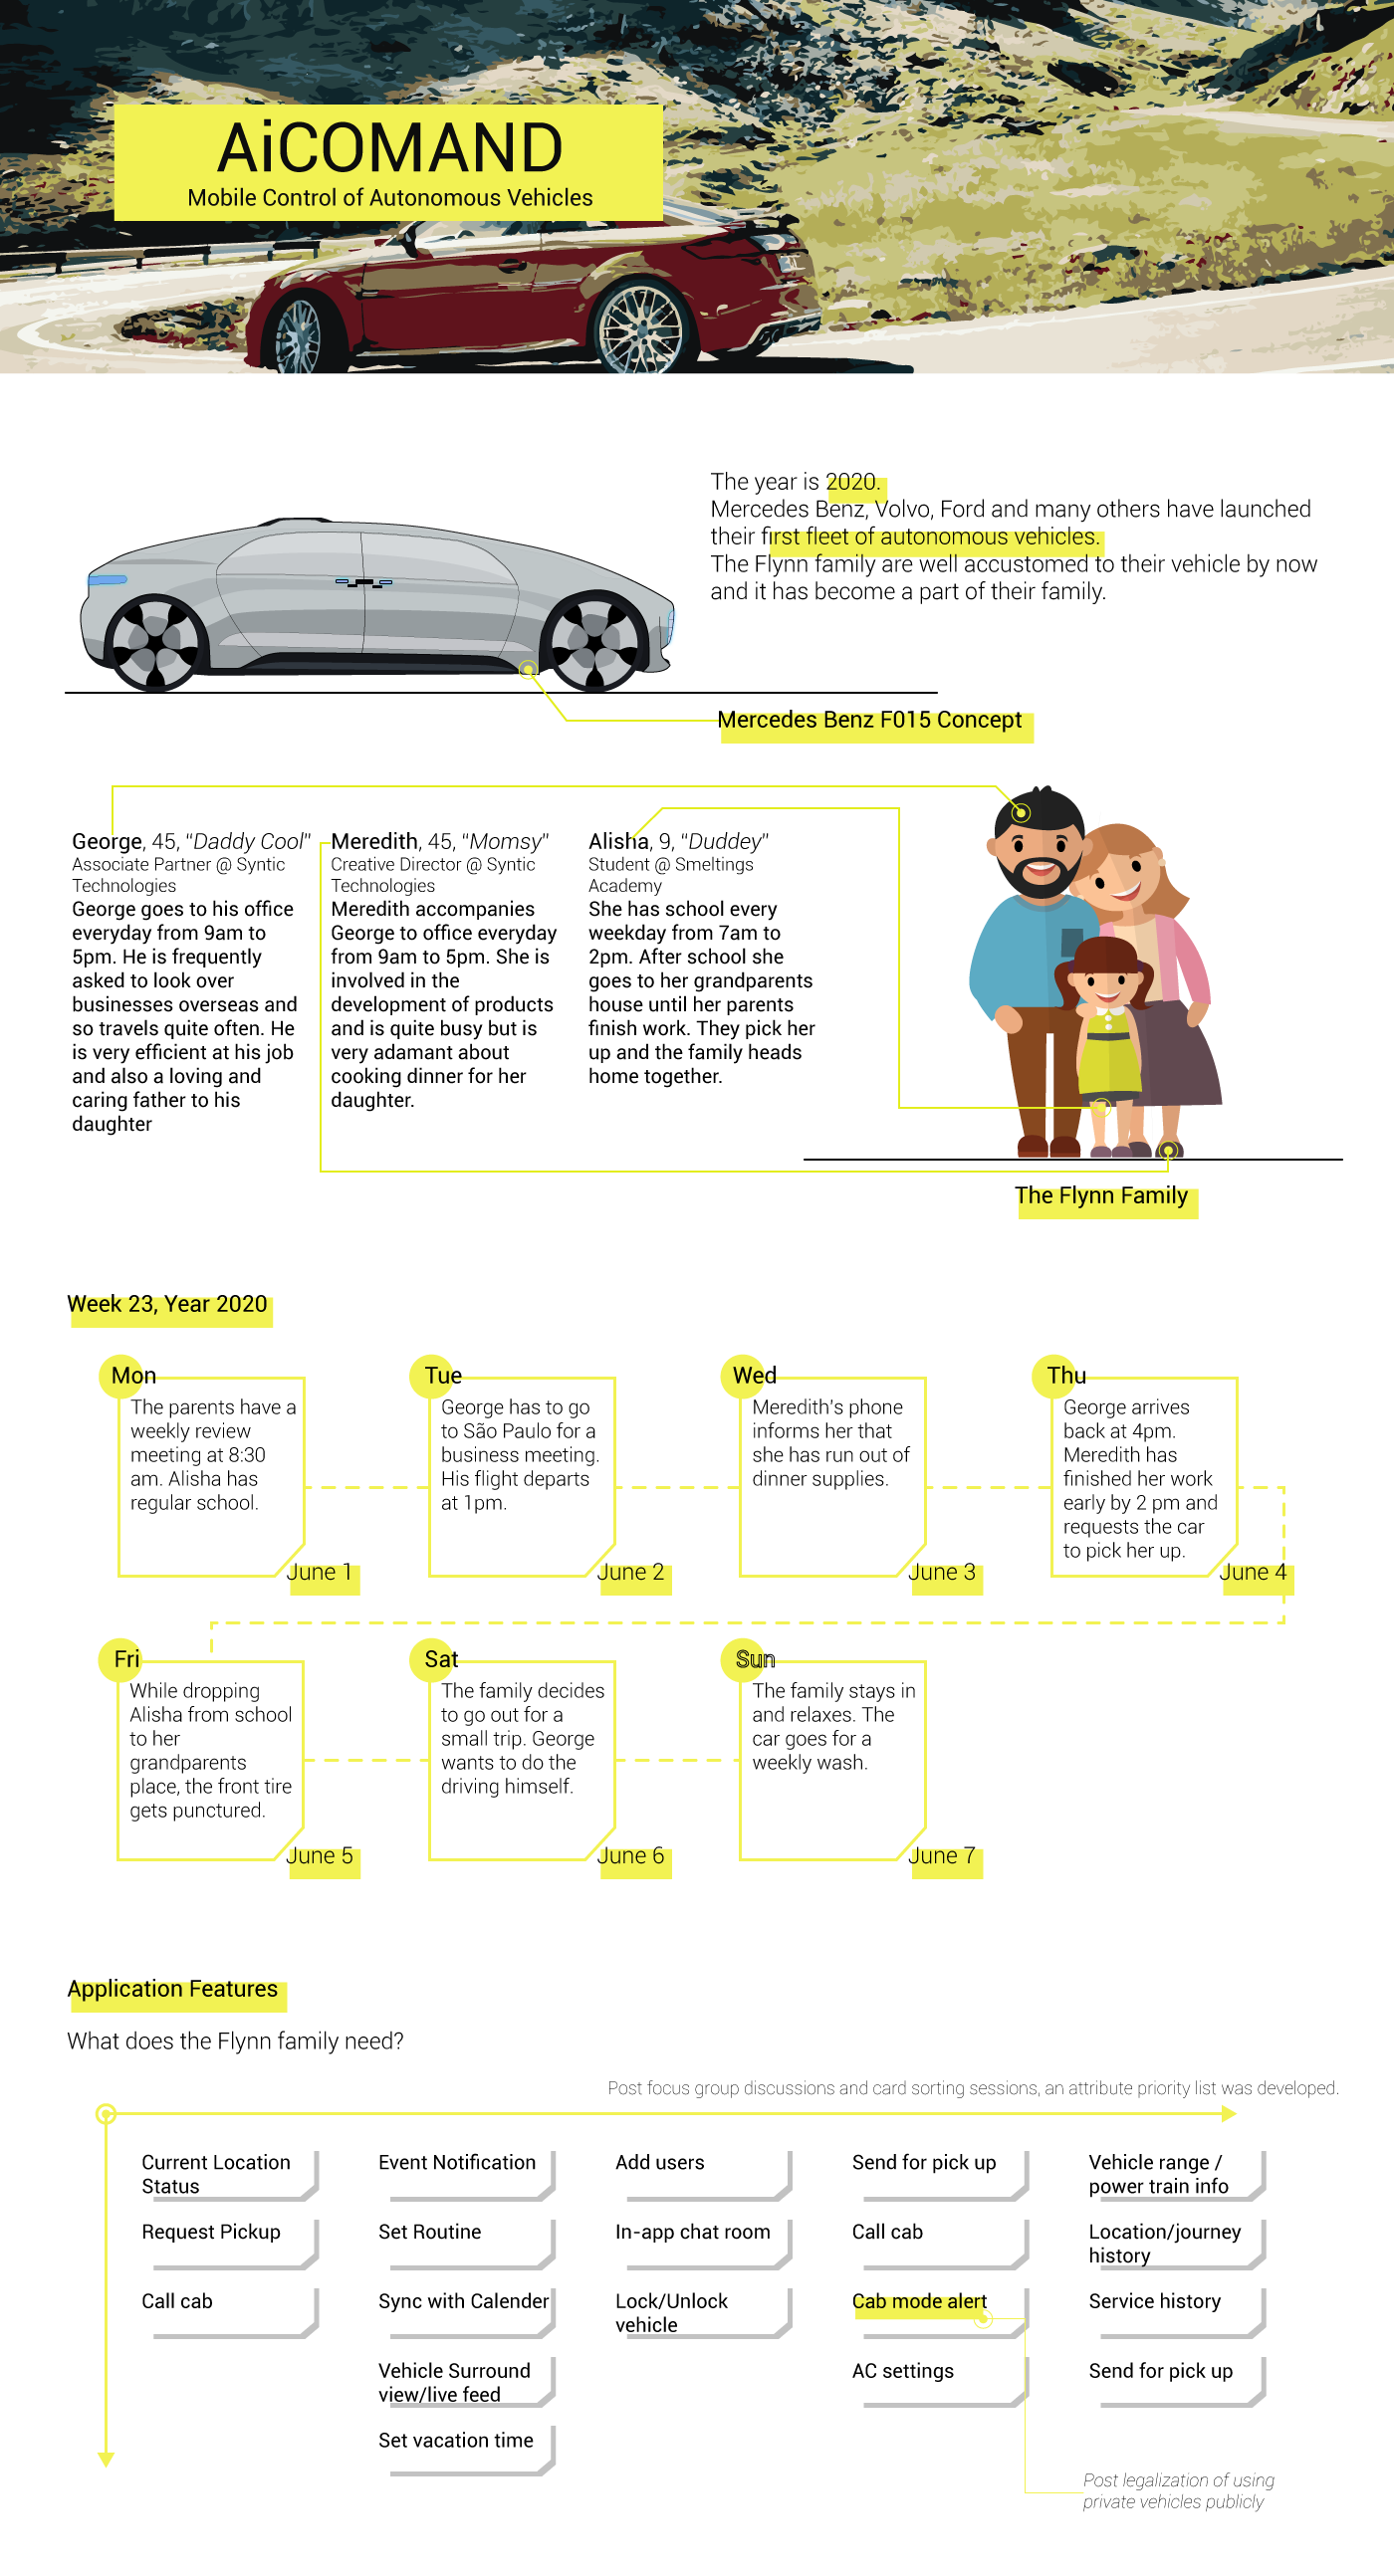 AiCOMAND
Mobile Control of Autonomous Vehicles
The year is 2020.
Mercedes Benz, Volvo, Ford and many others have launched
their first fleet of autonomous vehicles.
The Flynn family are well accustomed to their vehicle by now
and it has become a part of their family.
Mercedes Benz F015 Concept
George, 45, “Daddy Cool”
Associate Partner @ Syntic
Technologies
George goes to his office
everyday from 9am to
5pm. He is frequently
asked to look over
businesses overseas and
so travels quite often. He
is very efficient at his job
and also a loving and
caring father to his
daughter
Meredith, 45, “Momsy”
Creative Director @ Syntic
Technologies
Meredith accompanies
George to office everyday
from 9am to 5pm. She is
involved in the
development of products
and is quite busy but is
very adamant about
cooking dinner for her
daughter.
Alisha, 9, “Duddey”
Student @ Smeltings
Academy
She has school every
weekday from 7am to
2pm. After school she
goes to her grandparents
house until her parents
finish work. They pick her
up and the family heads
home together.
The Flynn Family
Week 23, Year 2020
Mon
The parents have a
weekly review
meeting at 8:30
am. Alisha has
regular school.
June 1
Tue
George has to go
to São Paulo for a
business meeting.
His flight departs
at 1pm.
June 2
Wed
Meredith's phone
informs her that
she has run out of
dinner supplies.
June 3
Thu
George arrives
back at 4pm.
Meredith has
finished her work
early by 2 pm and
requests the car
to pick her up.
June 4
Fri
While dropping
Alisha from school
to her
grandparents
place, the front tire
gets punctured.
June 5
Sat
The family decides
to go out for a
small trip. George
wants to do the
driving himself.
June 6
Sun
The family stays in
and relaxes. The
car goes for a
weekly wash.
June 7
Application Features
What does the Flynn family need?
Post focus group discussions and card sorting sessions, an attribute priority list was developed.
Current Location
Status
Request Pickup
Call cab
Event Notification
Set Routine
Sync with Calender
Vehicle Surround
view/live feed
Set vacation time
Add users
In-app chat room
Lock/Unlock
vehicle
Send for pick up
Call cab
Cab mode alert
AC settings
Vehicle range /
power train info
Location/journey
history
Service history
Send for pick up
Post legalization of using
private vehicles publicly